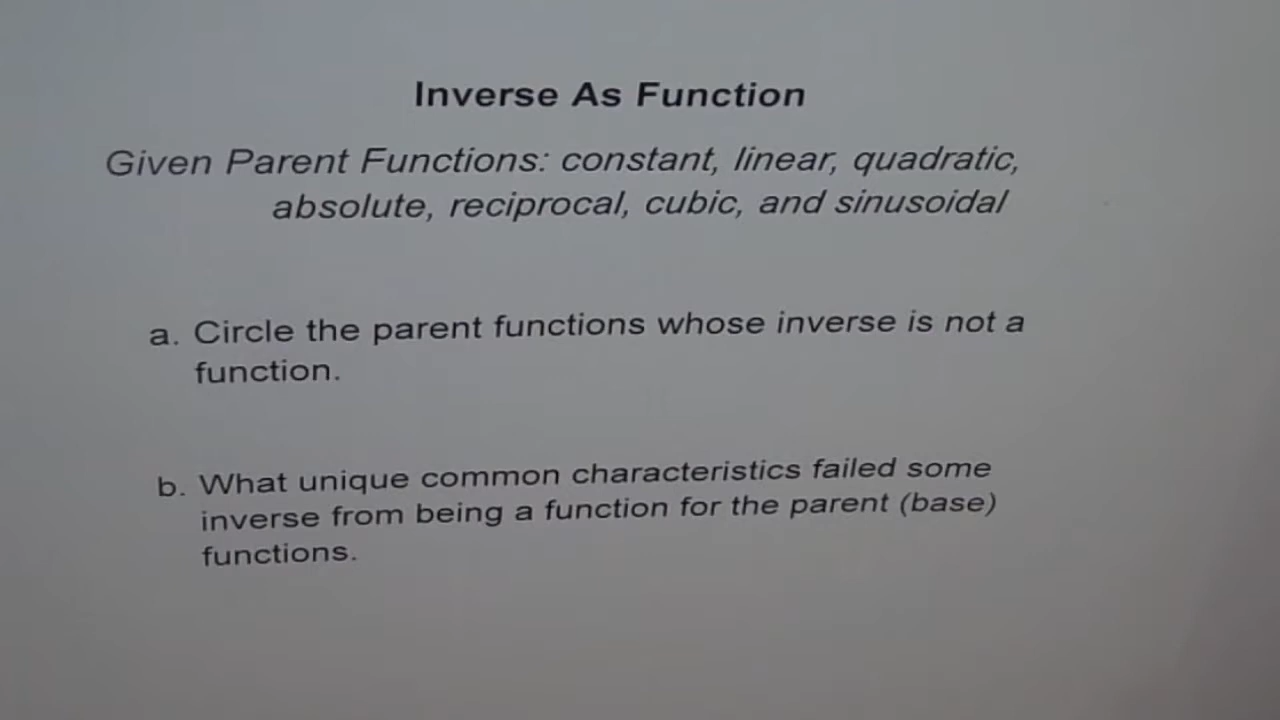 Inverse As Function
Given Parent Functions: constant, linear, quadratic,
absolute, reciprocal, cubic, and sinusoidal
a. Circle the parent functions whose inverse is not a
function.
b. What unique common characteristics failed some
inverse from being a function for the parent (base)
functions.